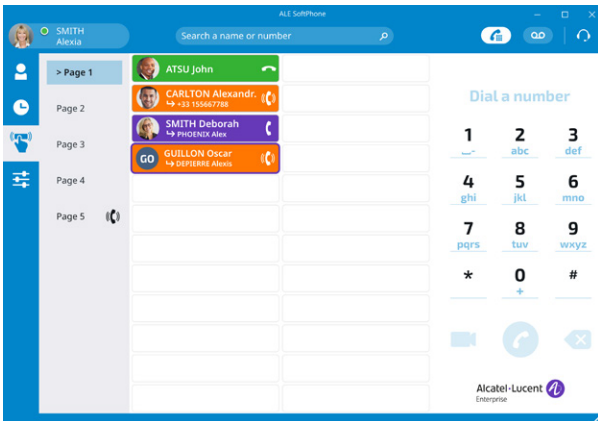 ALE SoftPhone
SMITH
Alexia
Search a name or number
> Page 1
Page 2
Page 3
Page 4
Page 5
ATSU John
CARLTON Alexandr.
+33 155667788
SMITH Deborah
PHOENIX Alex
GO
GUILLON Oscar
DEPIERRE Alexis
Dial a number
1 2 3
abc def
4 5 6
ghi jkl mno
7 8 9
pqrs tuv wxyz
* 0 #
+
Alcatel·Lucent
Enterprise